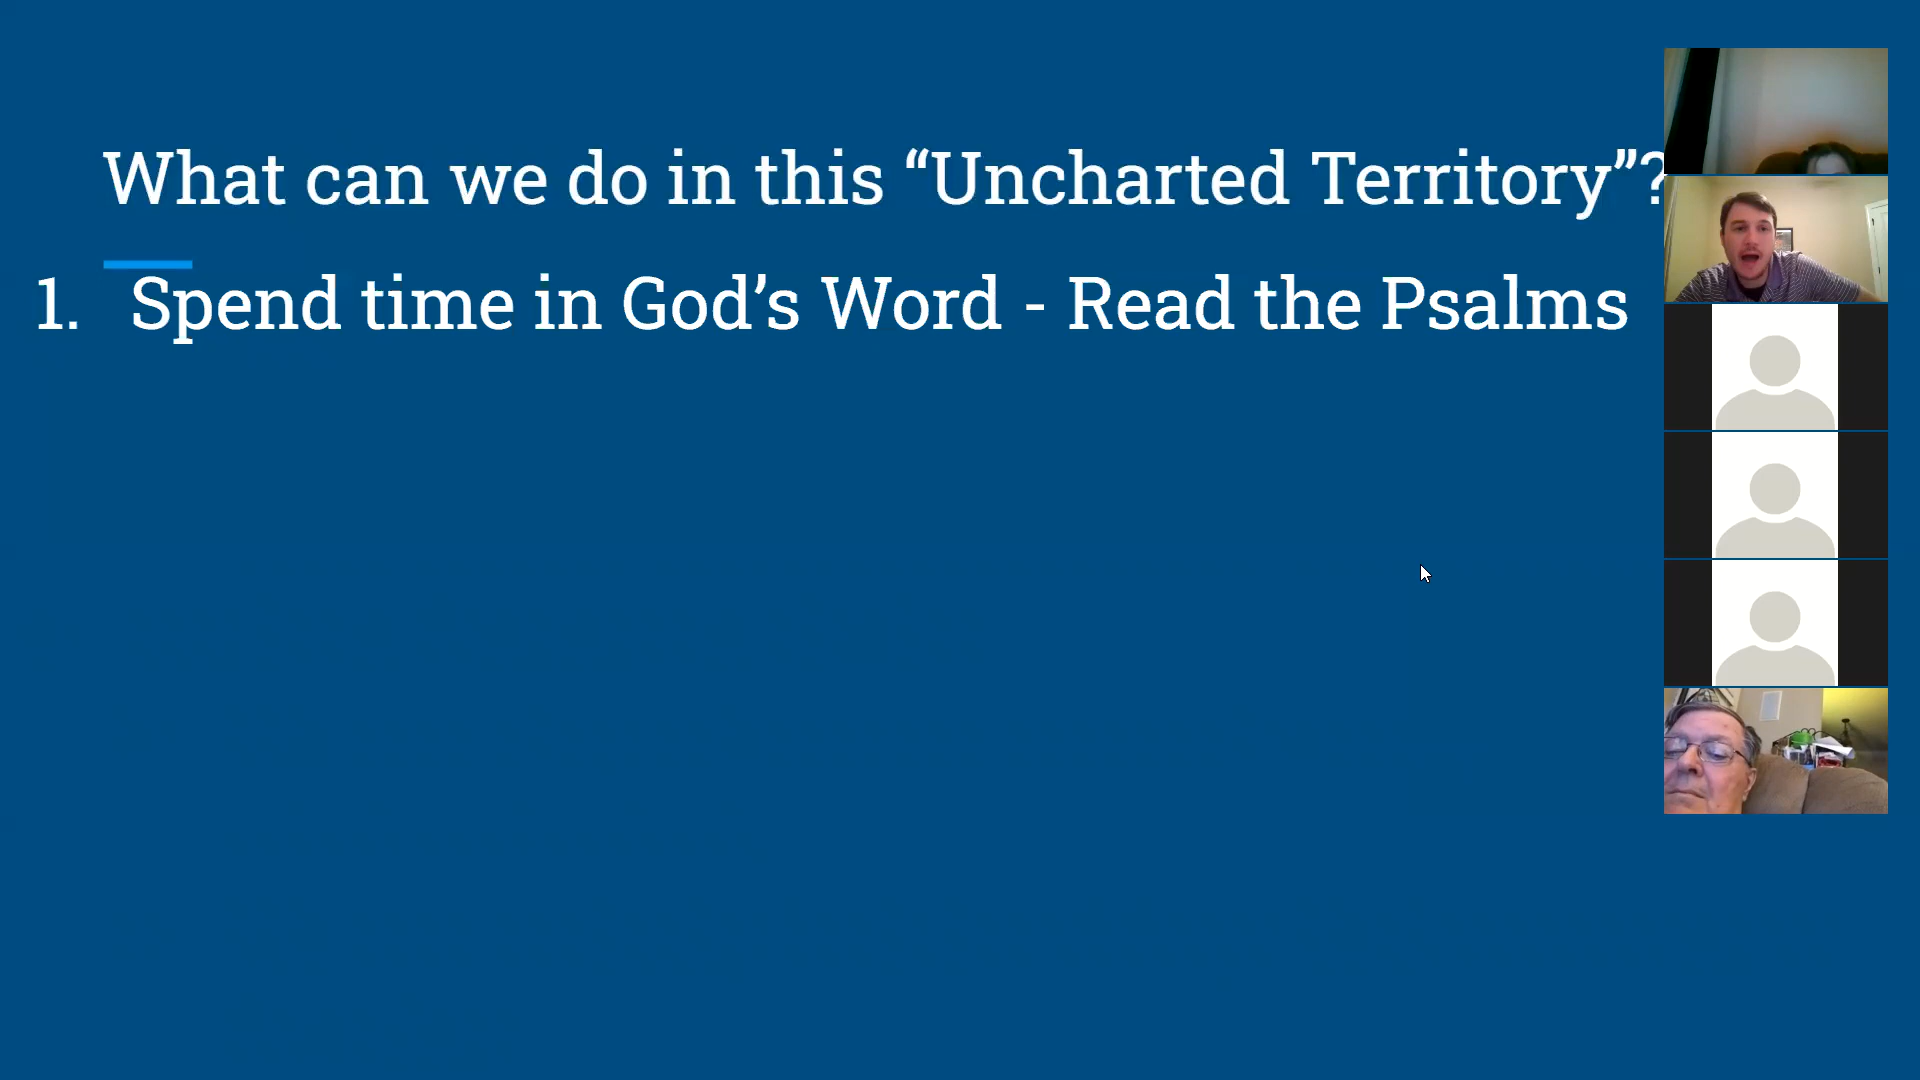 What can we do in this “Uncharted Territory”?
1. Spend time in God’s Word - Read the Psalms